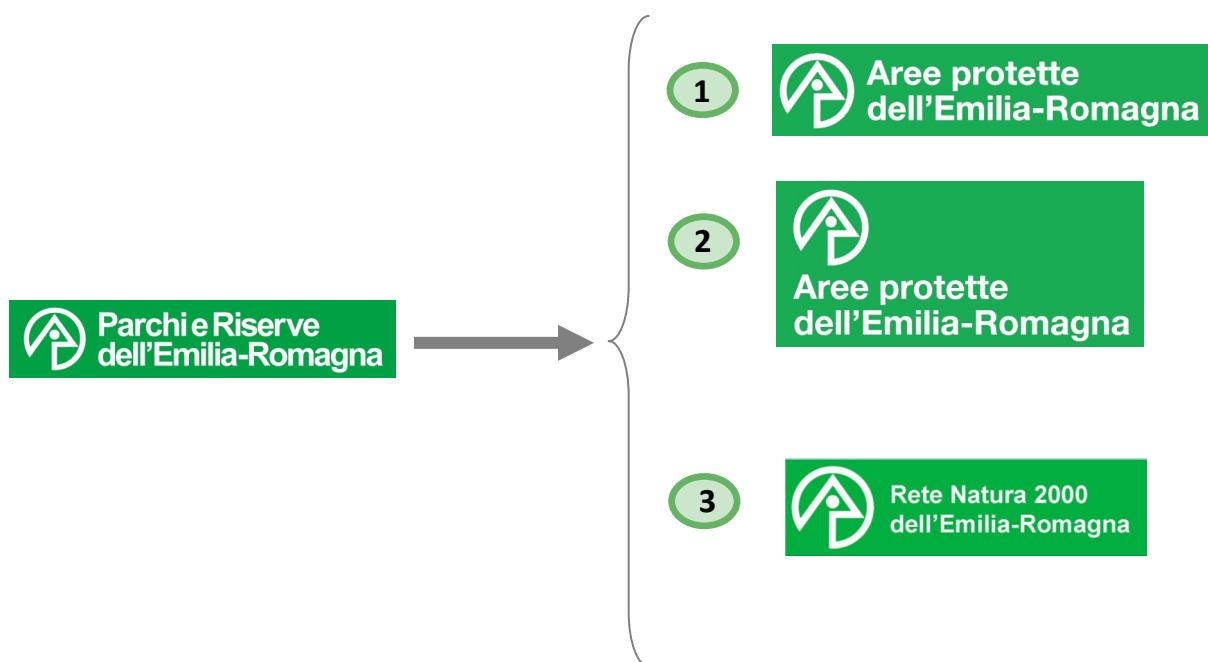 Parchi e Riserve
dell'Emilia-Romagna
1
Aree protette
dell'Emilia-Romagna
2
Aree protette
dell'Emilia-Romagna
3
Rete Natura 2000
dell'Emilia-Romagna